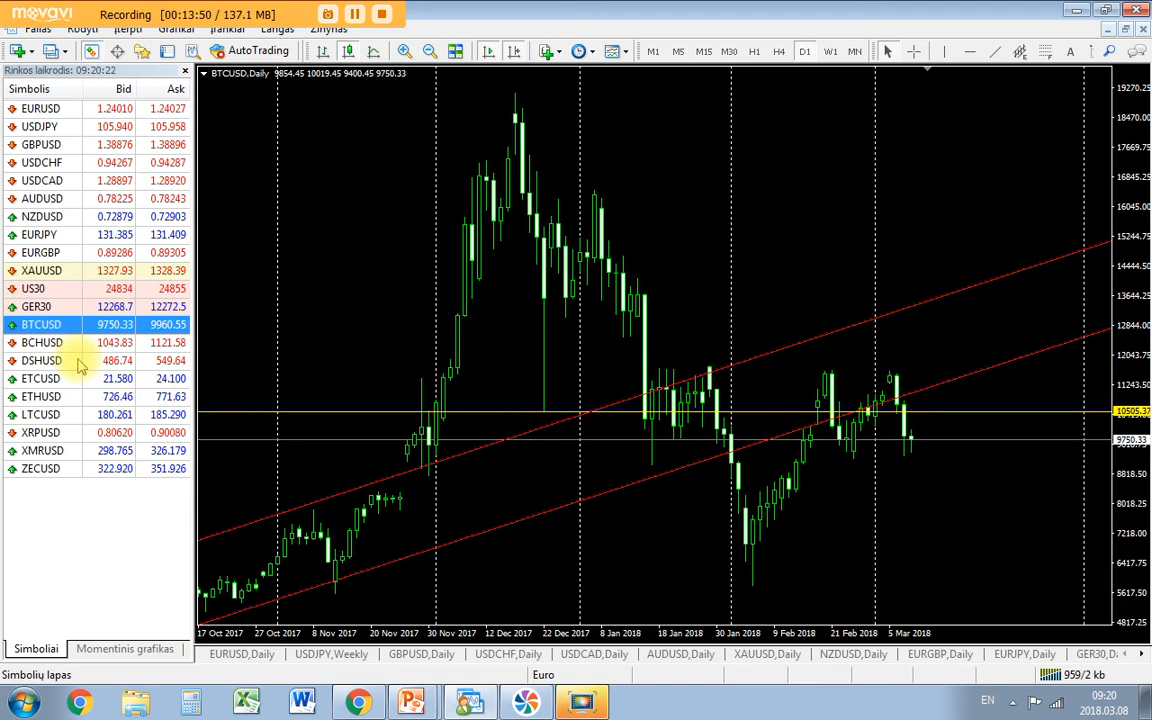 movavi Recording (00:13:50 / 137.1 MB)
Failas Rodyti Įterpti Grafikai Įrankiai Langas Žinynas
AutoTrading M1 M5 M15 M30 H1 H4 D1 W1 MN A
Rinkos laikrodis: 09:20:22
Simbolis Bid Ask
EURUSD 1.24010 1.24027
USDJPY 105.940 105.958
GBPUSD 1.38876 1.38896
USDCHF 0.94267 0.94287
USDCAD 1.28897 1.28920
AUDUSD 0.78225 0.78243
NZDUSD 0.72879 0.72903
EURJPY 131.385 131.409
EURGBP 0.89286 0.89305
XAUUSD 1327.93 1328.39
US30 24834 24855
GER30 12268.7 12272.5
BTCUSD 9750.33 9960.55
BCHUSD 1043.83 1121.58
DSHUSD 486.74 549.64
ETCUSD 21.580 24.100
ETHUSD 726.46 771.63
LTCUSD 180.261 185.290
XRPUSD 0.80620 0.90080
XMRUSD 298.765 326.179
ZECUSD 322.920 351.926
Simboliai Momentinis grafikas
BTCUSD,Daily 9854.45 10019.45 9400.45 9750.33
19270.25
18470.00
17669.75
16845.25
16045.00
15244.75
14444.50
13644.25
12844.00
12043.75
11243.50
10505.37
9750.33
8818.50
8018.25
7218.00
6417.75
5617.50
4817.25
17 Oct 2017 27 Oct 2017 8 Nov 2017 20 Nov 2017 30 Nov 2017 12 Dec 2017 22 Dec 2017 8 Jan 2018 18 Jan 2018 30 Jan 2018 9 Feb 2018 21 Feb 2018 5 Mar 2018
EURUSD,Daily USDJPY,Weekly GBPUSD,Daily USDCHF,Daily USDCAD,Daily AUDUSD,Daily XAUUSD,Daily NZDUSD,Daily EURGBP,Daily EURJPY,Daily GER30,Da
Simbolių lapas Euro 959/2 kb
EN 09:20
2018.03.08